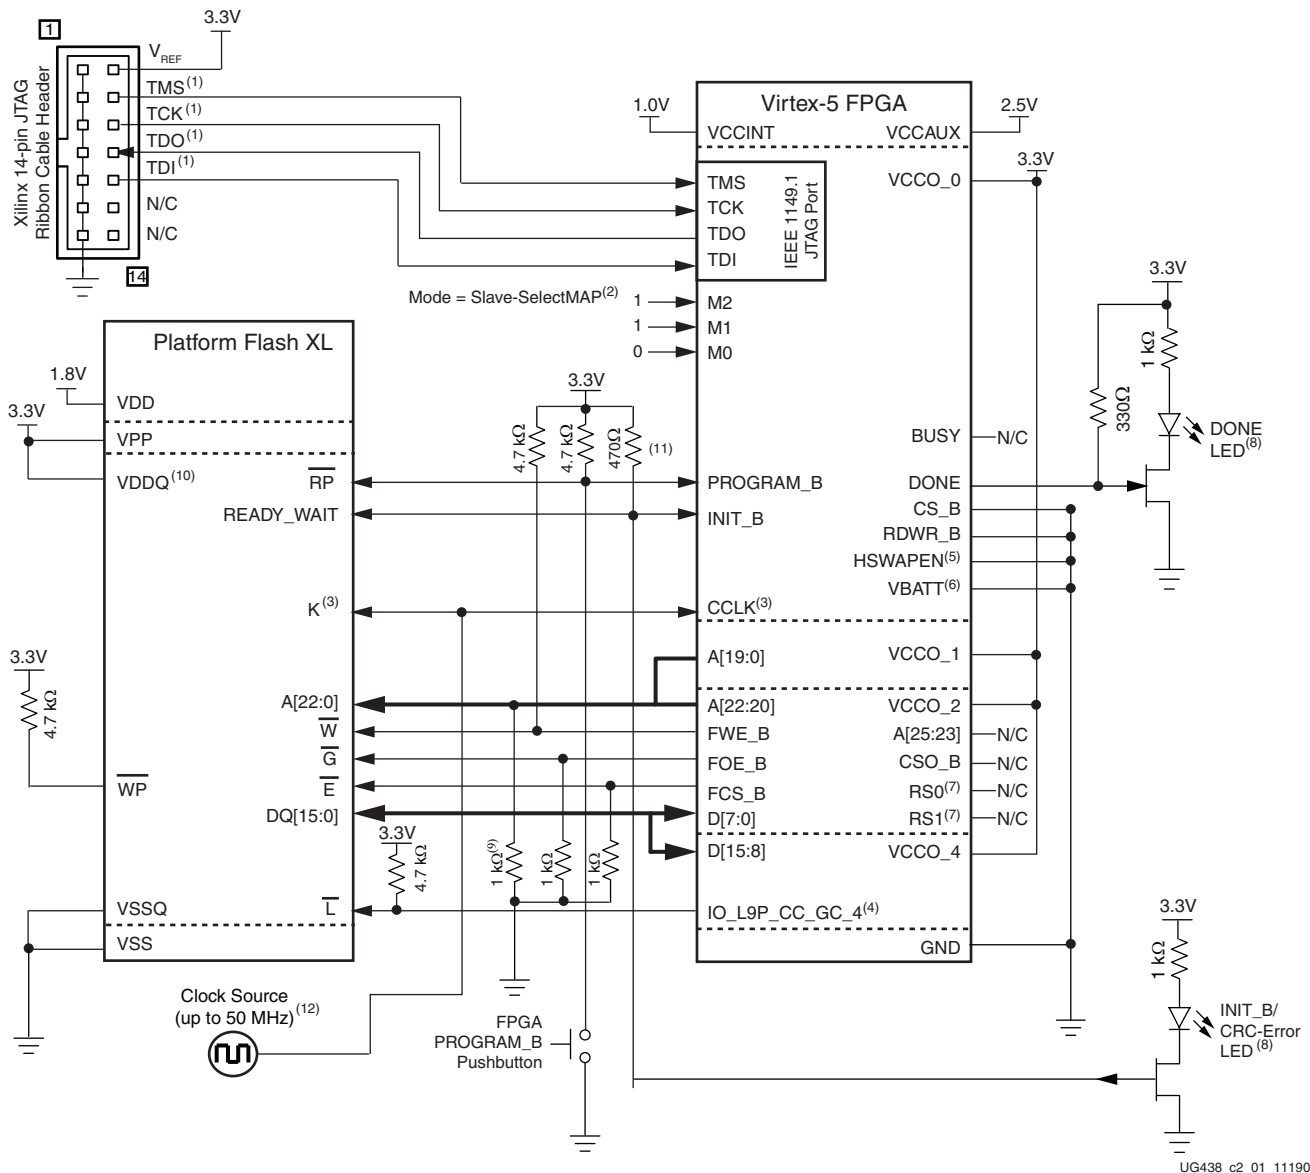 3.3V
1
VREF
TMS(1)
TCK(1)
TDO(1)
TDI(1)
N/C
N/C
14
Xilinx 14-pin JTAG
Ribbon Cable Header
Virtex-5 FPGA
1.0V
VCCINT
VCCAUX
2.5V
3.3V
VCCO_0
TMS
TCK
TDO
TDI
IEEE 1149.1
JTAG Port
Mode = Slave-SelectMAP(2)
1
M2
1
M1
0
M0
Platform Flash XL
1.8V
VDD
3.3V
VPP
VDDQ(10)
RP
READY_WAIT
K(3)
3.3V
4.7 kΩ
WP
A[22:0]
W
G
E
DQ[15:0]
3.3V
4.7 kΩ
L
VSSQ
VSS
3.3V
4.7 kΩ
4.7 kΩ
470Ω
(11)
PROGRAM_B
INIT_B
CCLK(3)
A[19:0]
A[22:20]
FWE_B
FOE_B
FCS_B
D[7:0]
D[15:8]
IO_L9P_CC_GC_4(4)
1 kΩ(9)
1 kΩ
1 kΩ
BUSY
N/C
DONE
CS_B
RDWR_B
HSWAPEN(5)
VBATT(6)
VCCO_1
VCCO_2
A[25:23]
N/C
CSO_B
N/C
RS0(7)
N/C
RS1(7)
N/C
VCCO_4
GND
3.3V
1 kΩ
330Ω
DONE
LED(8)
3.3V
1 kΩ
INIT_B/
CRC-Error
LED(8)
Clock Source
(up to 50 MHz)(12)
FPGA
PROGRAM_B
Pushbutton
UG438_c2_01_11190